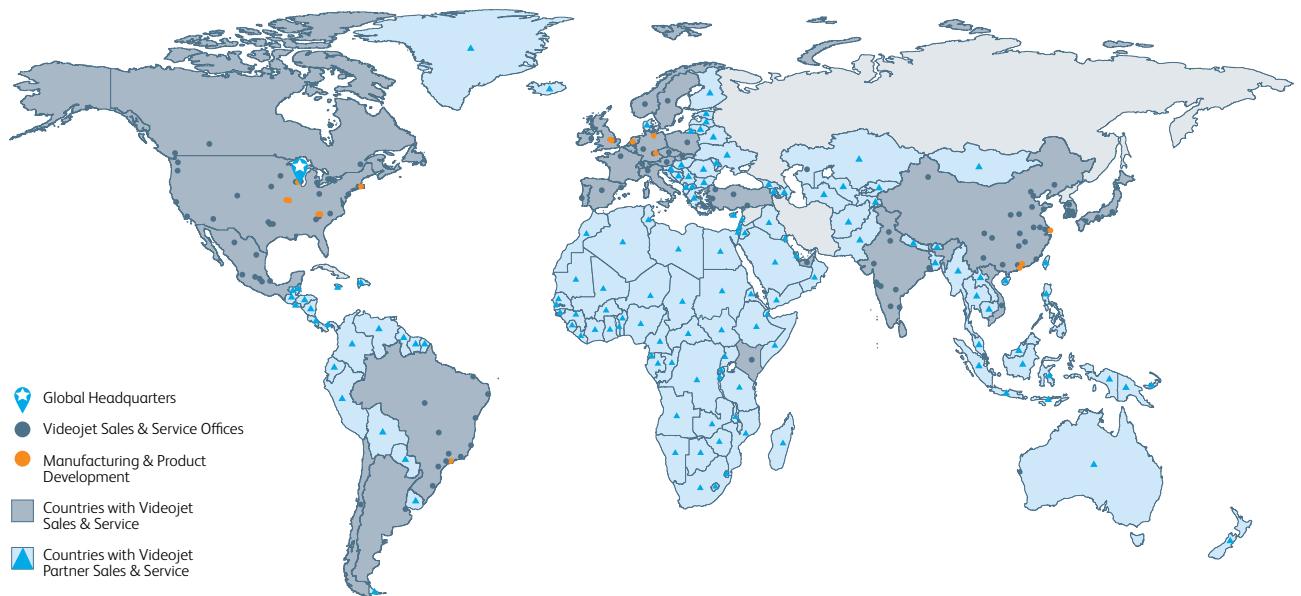 Global Headquarters
Videojet Sales & Service Offices
Manufacturing & Product
Development
Countries with Videojet
Sales & Service
Countries with Videojet
Partner Sales & Service